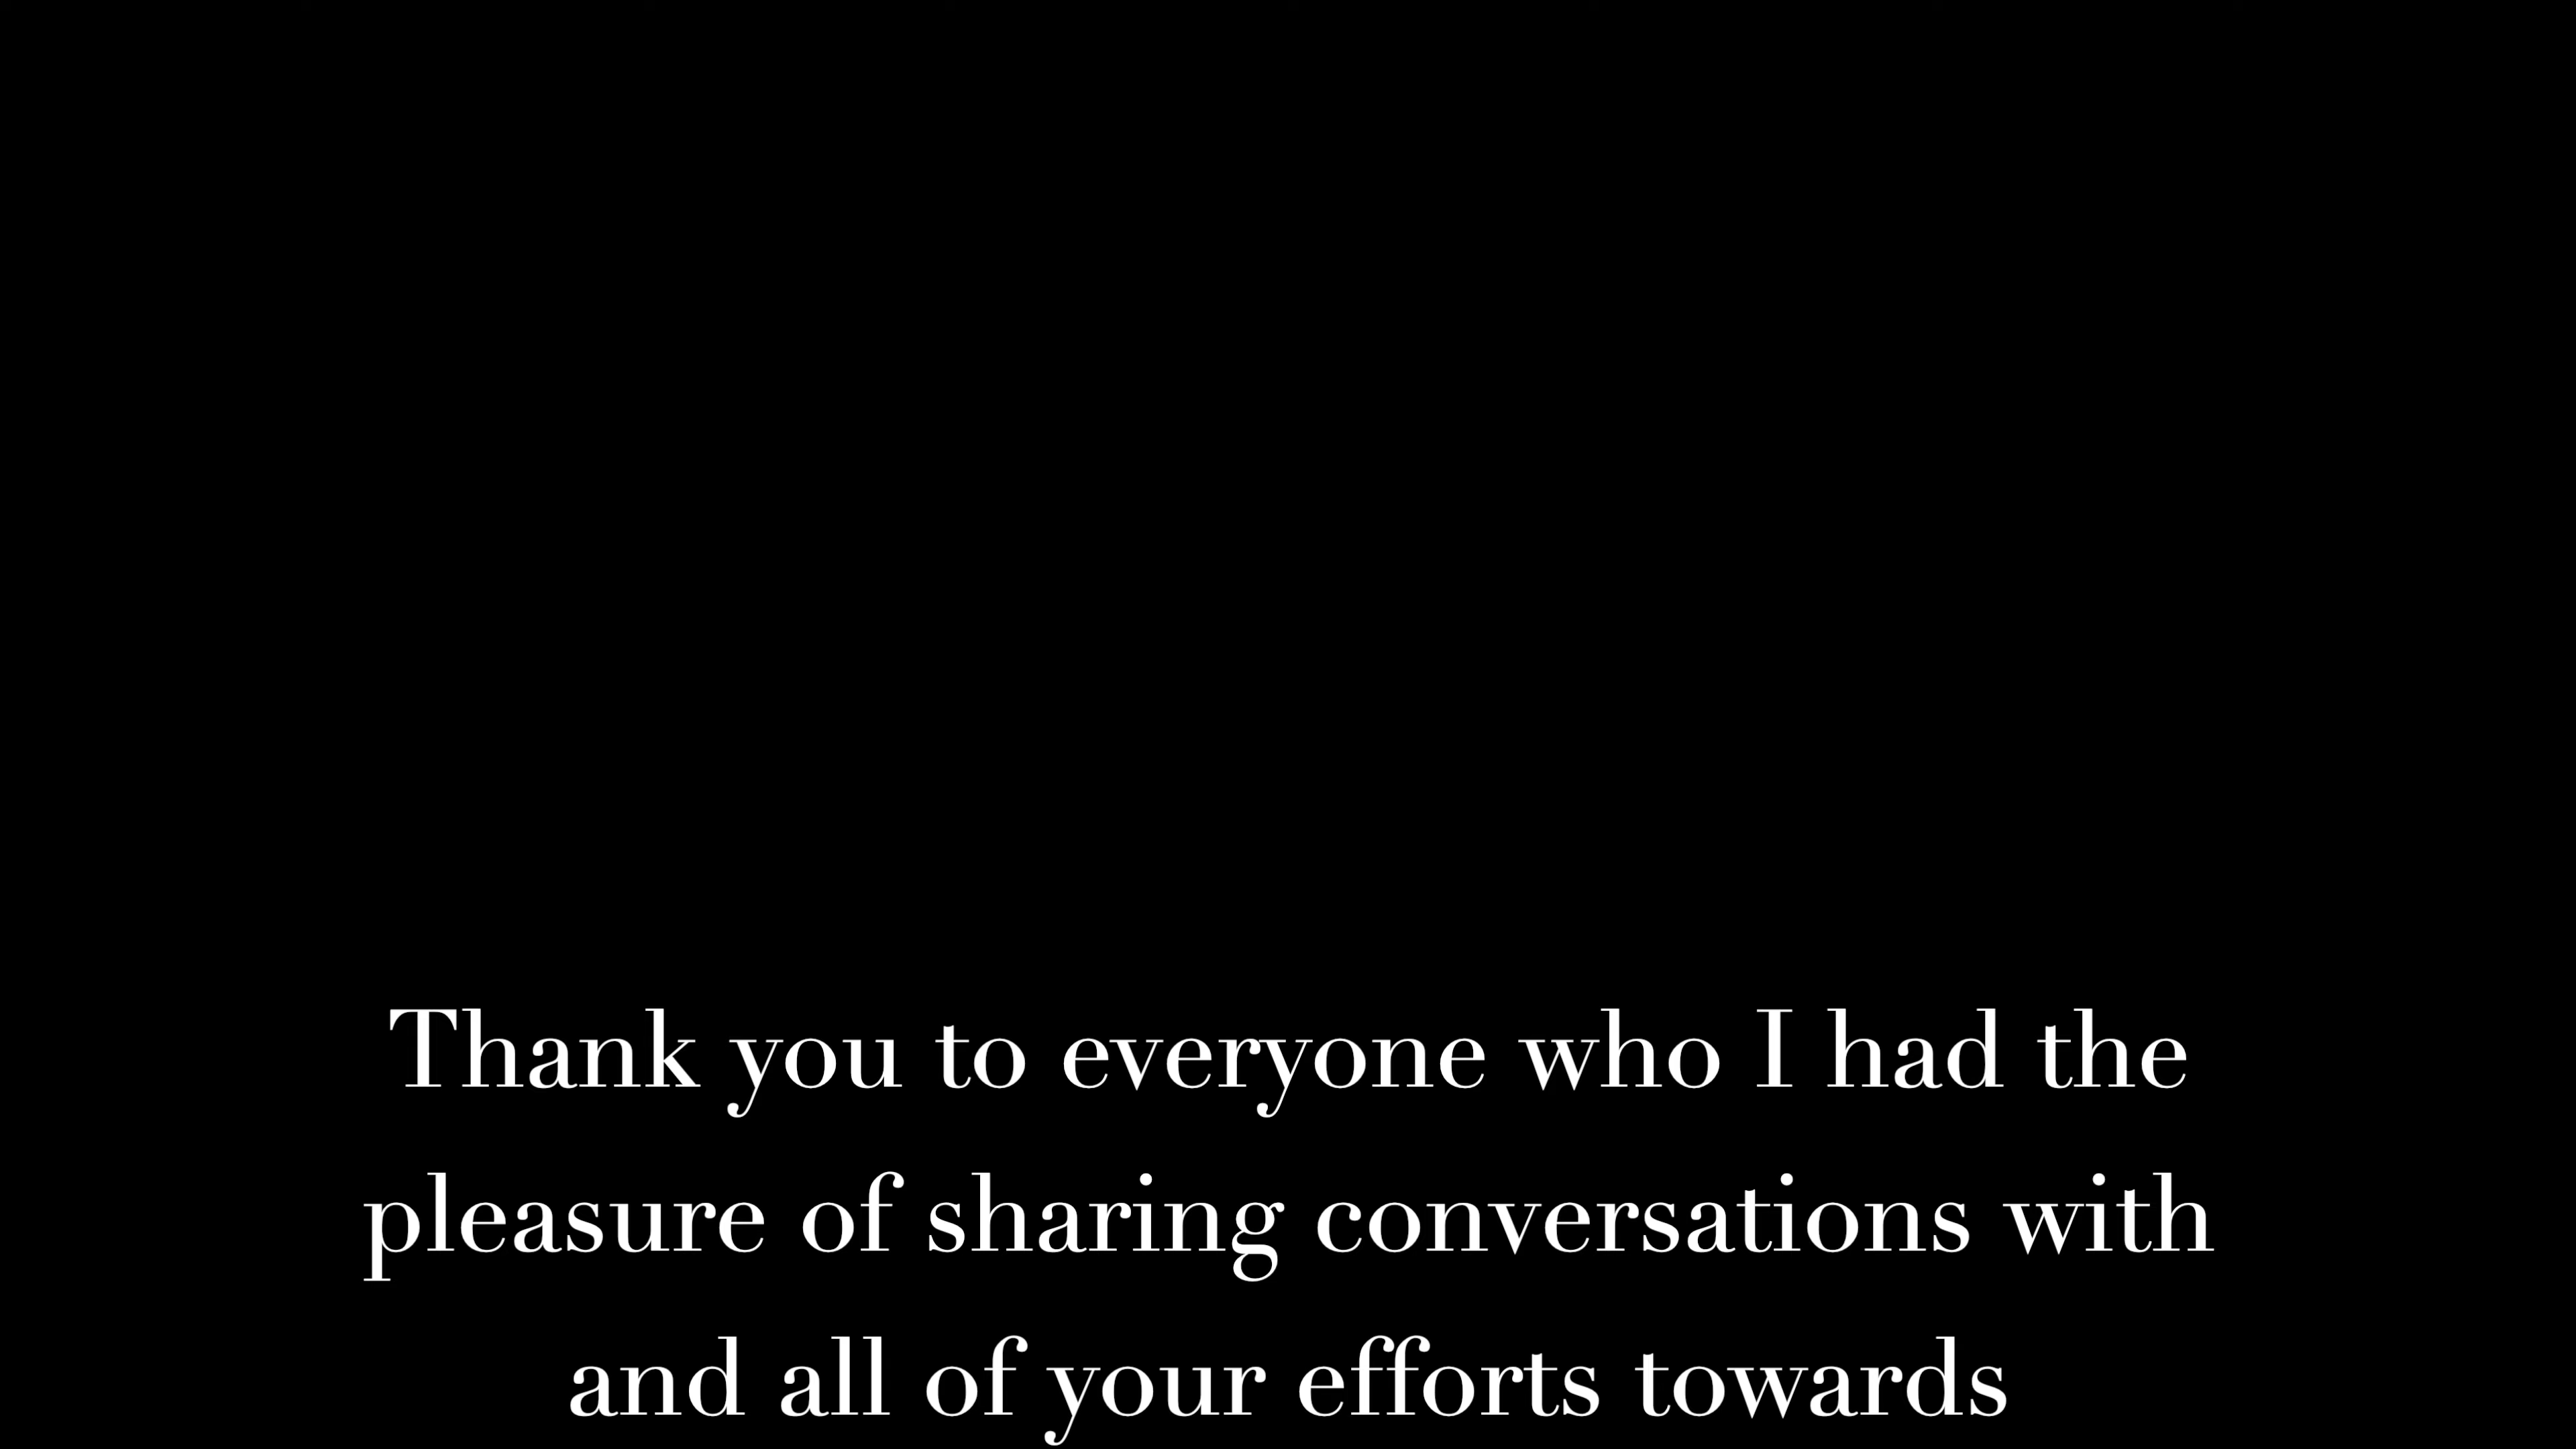 Thank you to everyone who I had the
pleasure of sharing conversations with
and all of your efforts towards